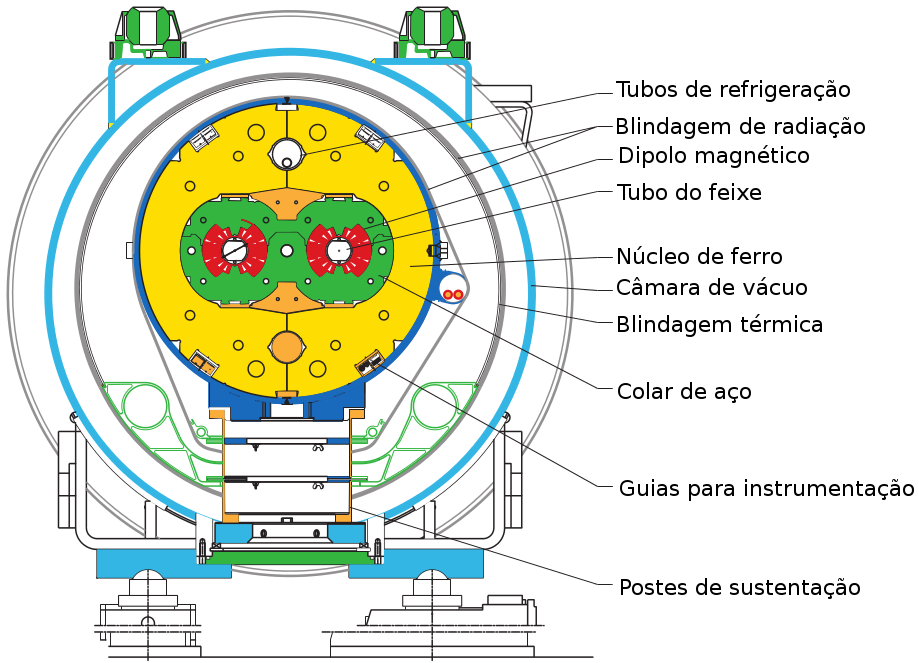 Tubos de refrigeração
Blindagem de radiação
Dipolo magnético
Tubo do feixe
Núcleo de ferro
Câmara de vácuo
Blindagem térmica
Colar de aço
Guias para instrumentação
Postes de sustentação